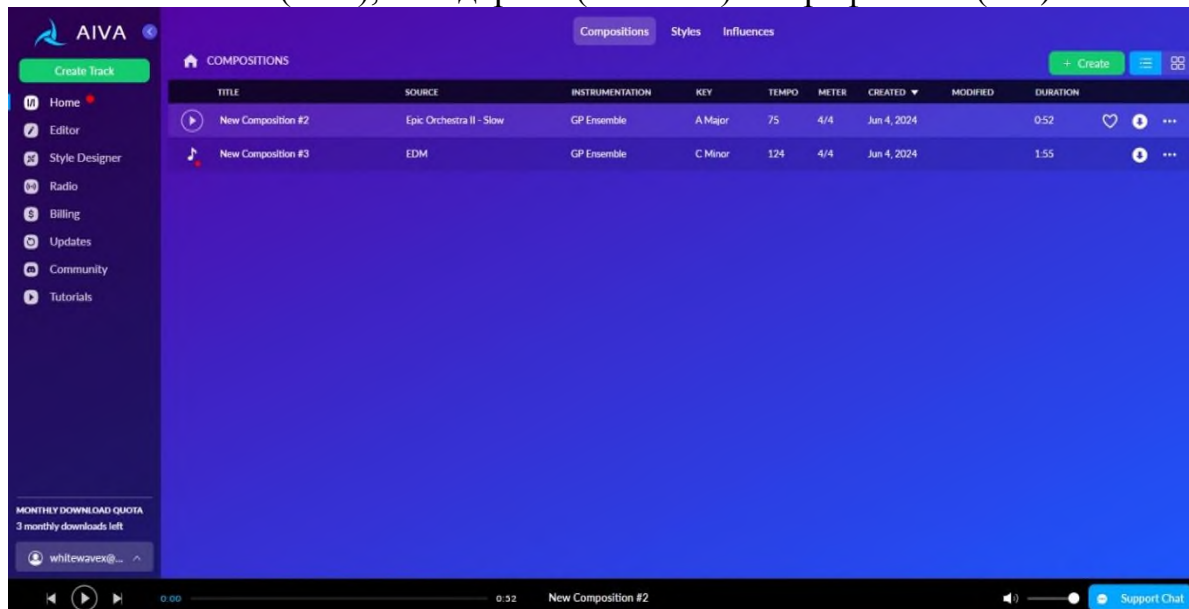 AIVA
Create Track
Home
Editor
Style Designer
Radio
Billing
Updates
Community
Tutorials
MONTHLY DOWNLOAD QUOTA
3 monthly downloads left
whitewavex@...
Compositions Styles Influences
COMPOSITIONS
+ Create
TITLE SOURCE INSTRUMENTATION KEY TEMPO METER CREATED ▼ MODIFIED DURATION
New Composition #2 Epic Orchestra II - Slow GP Ensemble A Major 75 4/4 Jun 4, 2024 0:52
New Composition #3 EDM GP Ensemble C Minor 124 4/4 Jun 4, 2024 1:55
0:00 0:52 New Composition #2
Support Chat